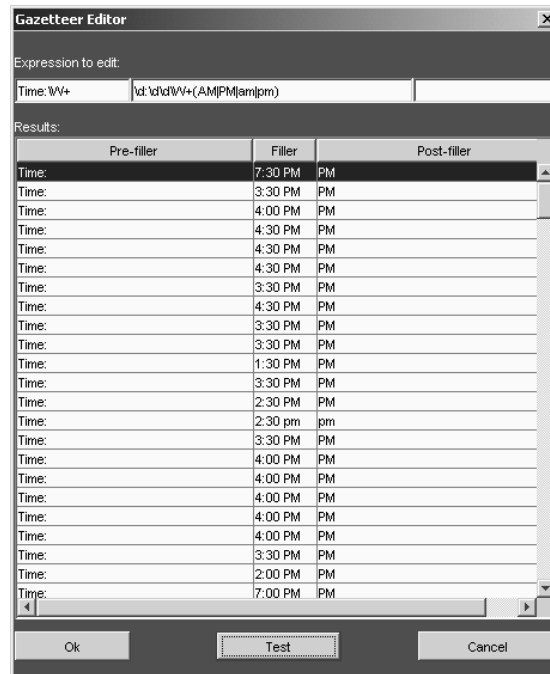 Gazetteer Editor
Expression to edit:
Time:\W+ \d:\d\d\W+(AM|PM|am|pm)
Results:
Pre-filler Filler Post-filler
Time: 7:30 PM PM
Time: 3:30 PM PM
Time: 4:00 PM PM
Time: 4:30 PM PM
Time: 4:30 PM PM
Time: 4:30 PM PM
Time: 3:30 PM PM
Time: 4:30 PM PM
Time: 3:30 PM PM
Time: 3:30 PM PM
Time: 1:30 PM PM
Time: 3:30 PM PM
Time: 2:30 PM PM
Time: 2:30 pm pm
Time: 3:30 PM PM
Time: 4:00 PM PM
Time: 4:00 PM PM
Time: 4:00 PM PM
Time: 4:00 PM PM
Time: 4:00 PM PM
Time: 3:30 PM PM
Time: 2:00 PM PM
Time: 7:00 PM PM
Ok Test Cancel